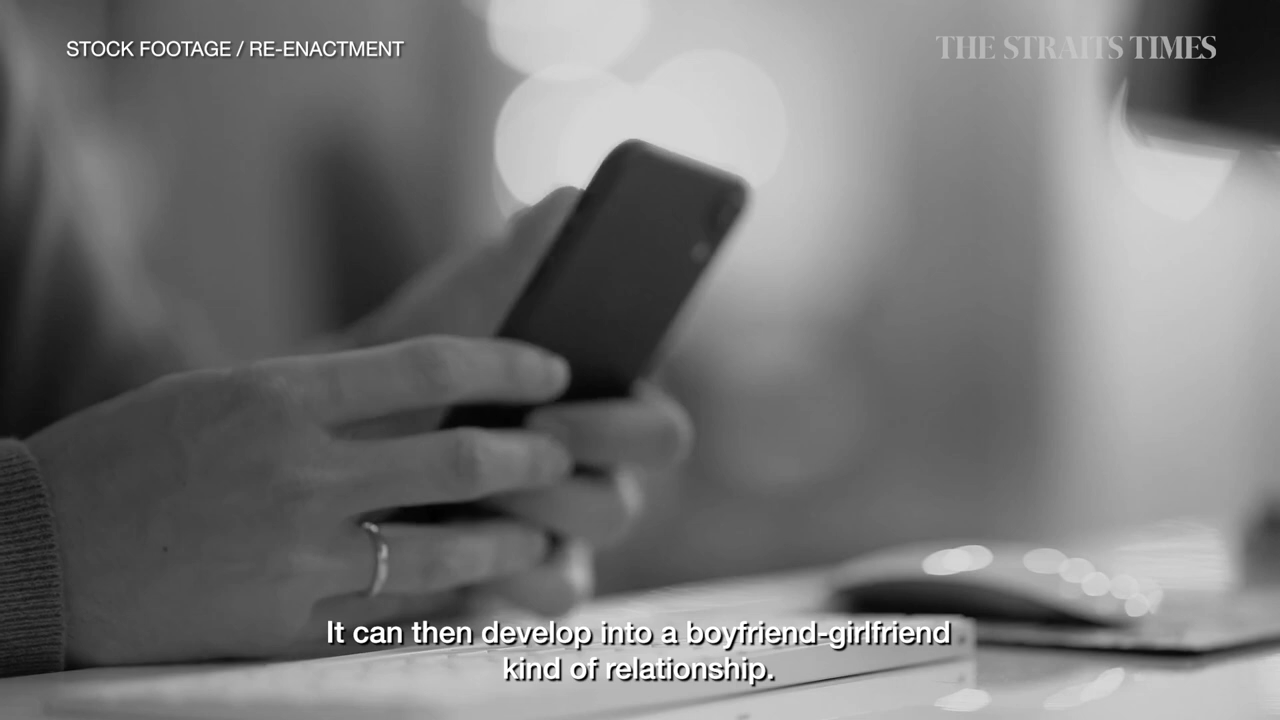 STOCK FOOTAGE / RE-ENACTMENT
THE STRAITS TIMES
It can then develop into a boyfriend-girlfriend
kind of relationship.